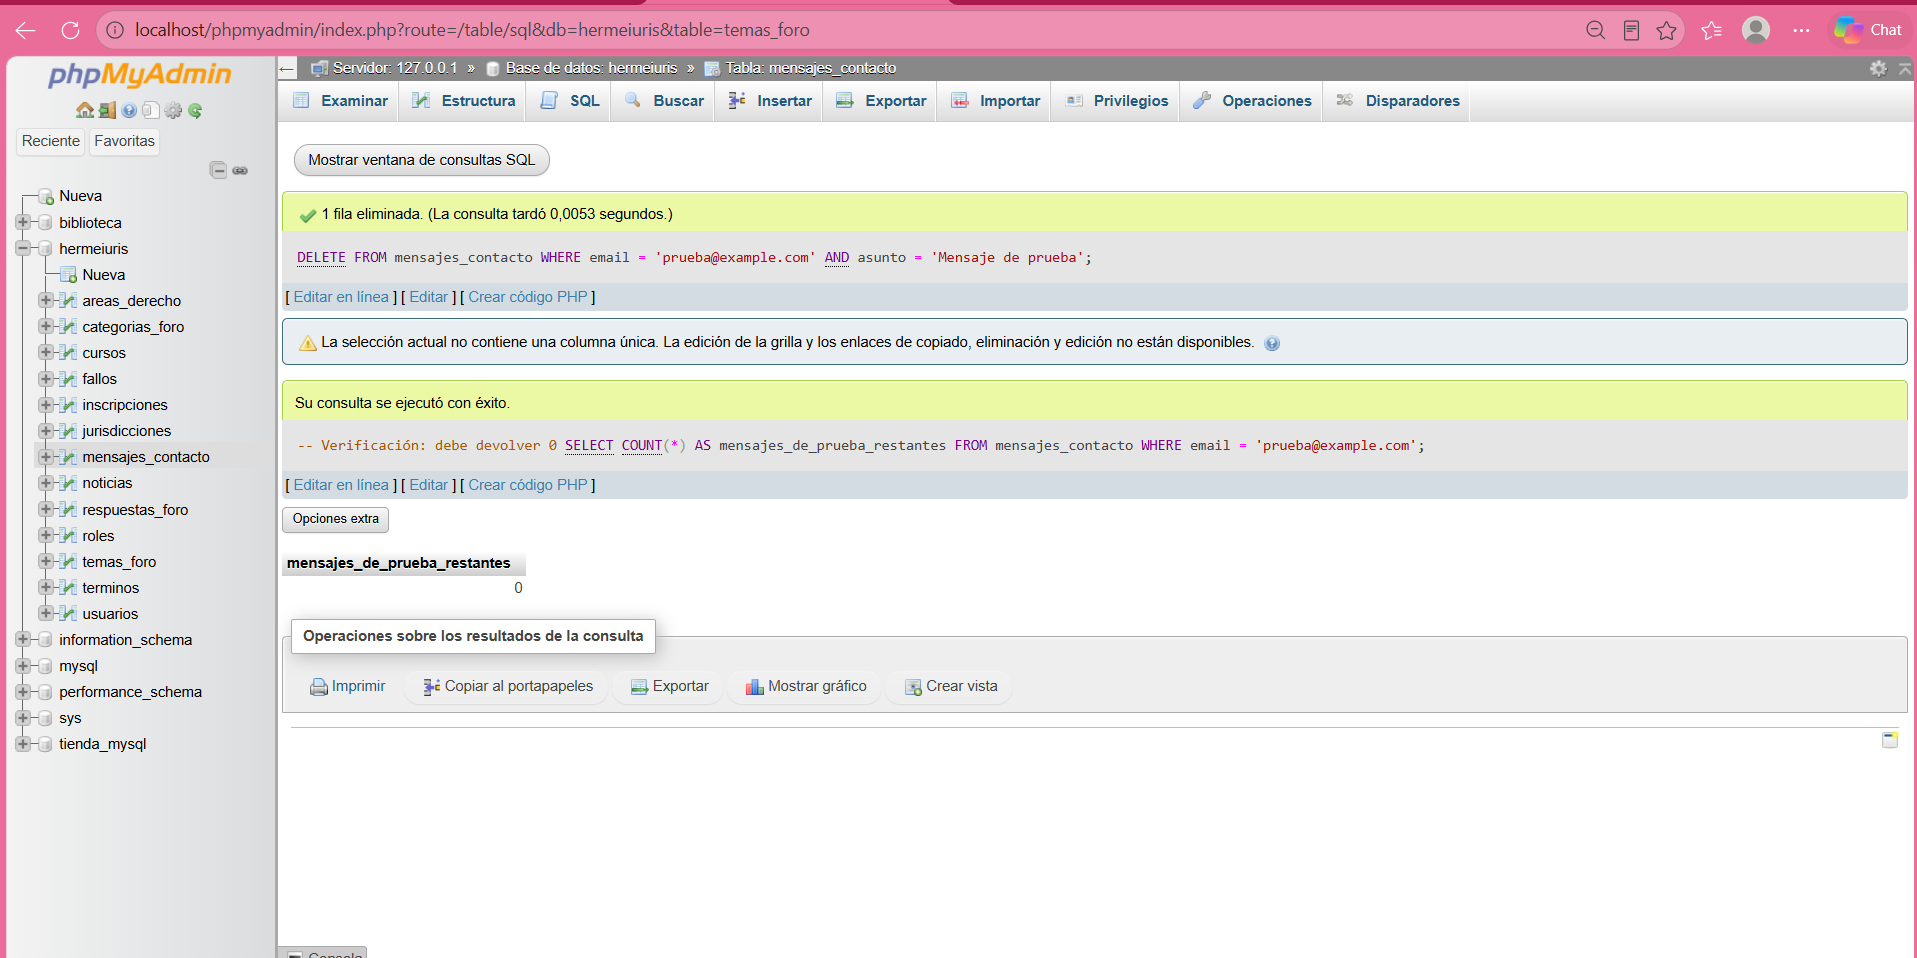 localhost/phpmyadmin/index.php?route=/table/sql&db=hermeiuris&table=temas_foro
Chat
phpMyAdmin
Reciente Favoritas
Nueva
biblioteca
hermeiuris
Nueva
areas_derecho
categorias_foro
cursos
fallos
inscripciones
jurisdicciones
mensajes_contacto
noticias
respuestas_foro
roles
temas_foro
terminos
usuarios
information_schema
mysql
performance_schema
sys
tienda_mysql
Servidor: 127.0.0.1 » Base de datos: hermeiuris » Tabla: mensajes_contacto
Examinar Estructura SQL Buscar Insertar Exportar Importar Privilegios Operaciones Disparadores
Mostrar ventana de consultas SQL
1 fila eliminada. (La consulta tardó 0,0053 segundos.)
DELETE FROM mensajes_contacto WHERE email = 'prueba@example.com' AND asunto = 'Mensaje de prueba';
[ Editar en línea ] [ Editar ] [ Crear código PHP ]
La selección actual no contiene una columna única. La edición de la grilla y los enlaces de copiado, eliminación y edición no están disponibles.
Su consulta se ejecutó con éxito.
-- Verificación: debe devolver 0 SELECT COUNT(*) AS mensajes_de_prueba_restantes FROM mensajes_contacto WHERE email = 'prueba@example.com';
[ Editar en línea ] [ Editar ] [ Crear código PHP ]
Opciones extra
mensajes_de_prueba_restantes
0
Operaciones sobre los resultados de la consulta
Imprimir Copiar al portapapeles Exportar Mostrar gráfico Crear vista
Consola